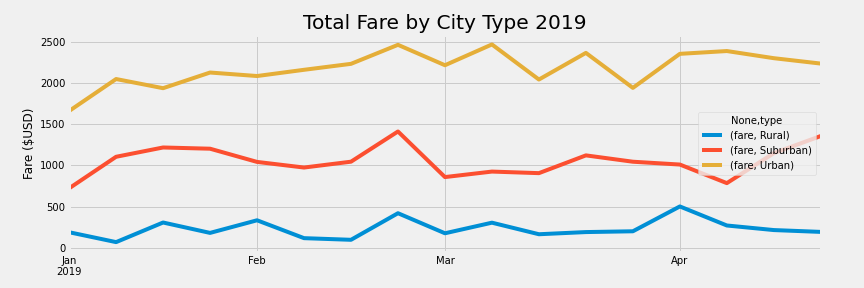 Total Fare by City Type 2019
Fare ($USD)
2500
2000
1500
1000
500
0
None,type
(fare, Rural)
(fare, Suburban)
(fare, Urban)
Jan
2019
Feb
Mar
Apr